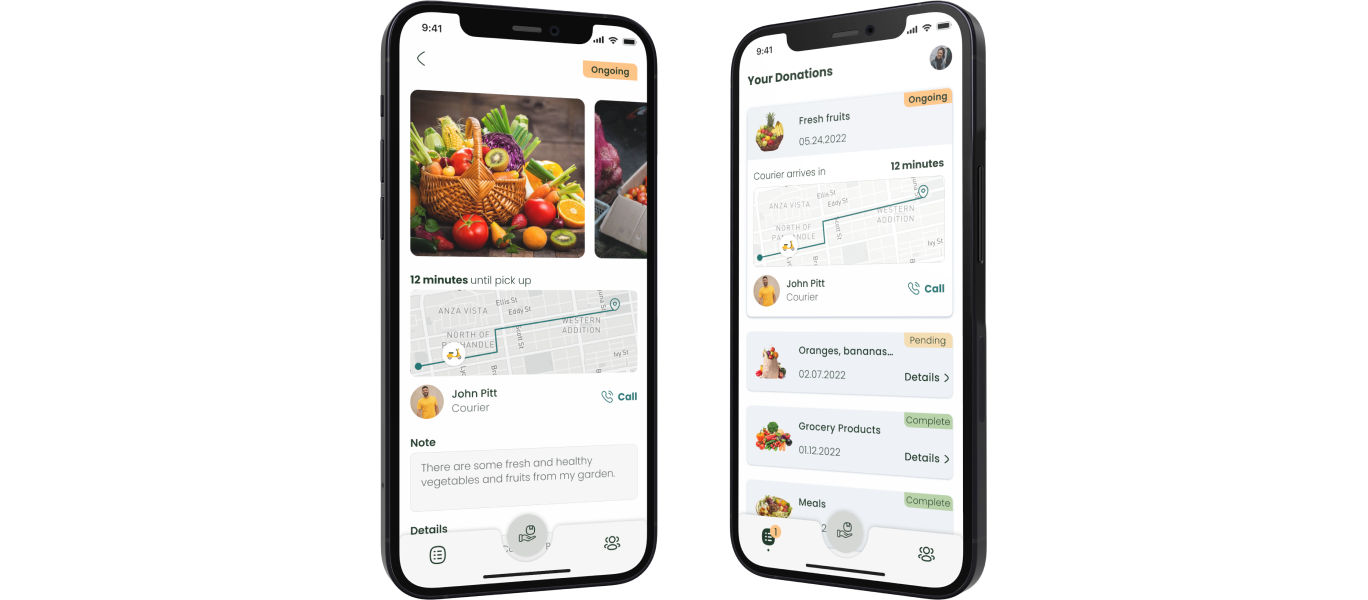 9:41
Ongoing
12 minutes until pick up
ANZA VISTA
Ellis St
Eddy St
NORTH OF
PANHANDLE
Scott St
WESTERN
ADDITION
Ivy St
John Pitt
Courier
Call
Note
There are some fresh and healthy
vegetables and fruits from my garden.
Details
9:41
Your Donations
Ongoing
Fresh fruits
05.24.2022
Courier arrives in 12 minutes
ANZA VISTA
Ellis St
Eddy St
NORTH OF
PANHANDLE
Scott St
WESTERN
ADDITION
Ivy St
John Pitt
Courier
Call
Pending
Oranges, bananas...
02.07.2022
Details
Complete
Grocery Products
01.12.2022
Details
Complete
Meals
1